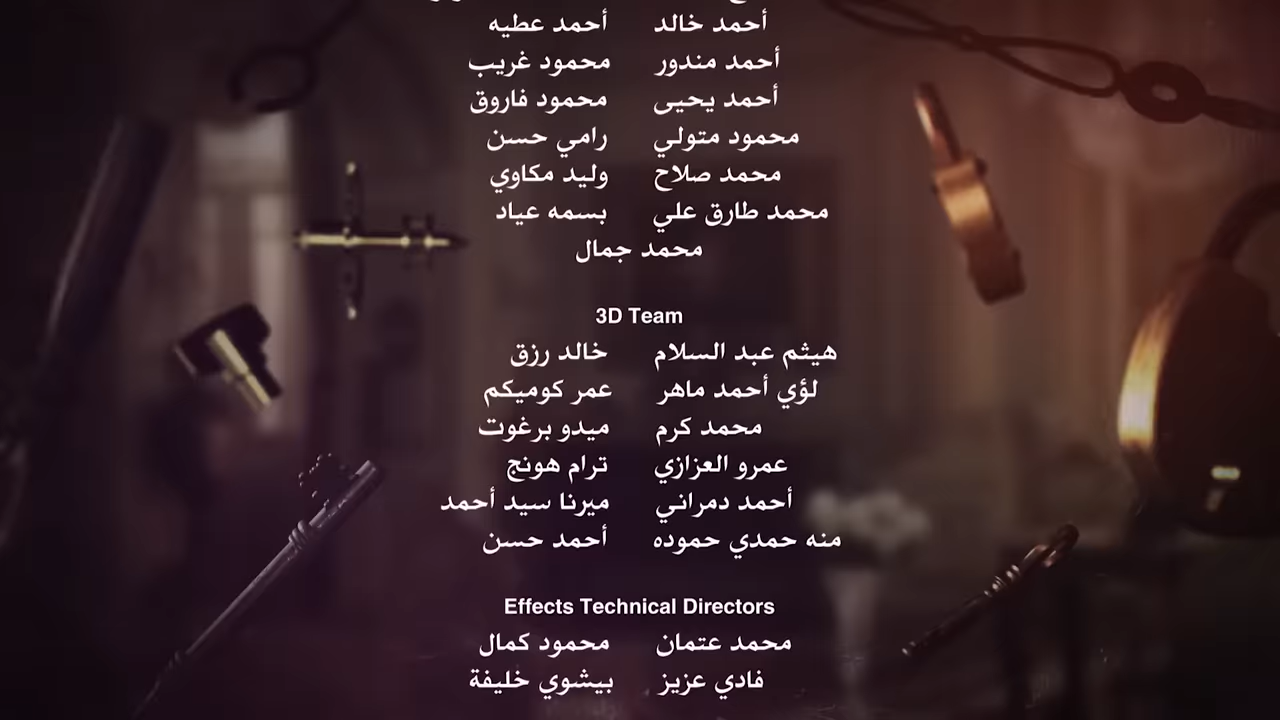 أحمد خالد أحمد عطيه
أحمد مندور محمود غريب
أحمد يحيى محمود فاروق
محمود متولي رامي حسن
محمد صلاح وليد مكاوي
محمد طارق علي بسمه عياد
محمد جمال
3D Team
هيثم عبد السلام خالد رزق
لؤي أحمد ماهر عمر كوميكم
محمد كرم ميدو برغوت
عمرو العزازي ترام هونج
أحمد دمراني ميرنا سيد أحمد
منه حمدي حموده أحمد حسن
Effects Technical Directors
محمد عتمان محمود كمال
فادي عزيز بيشوي خليفة